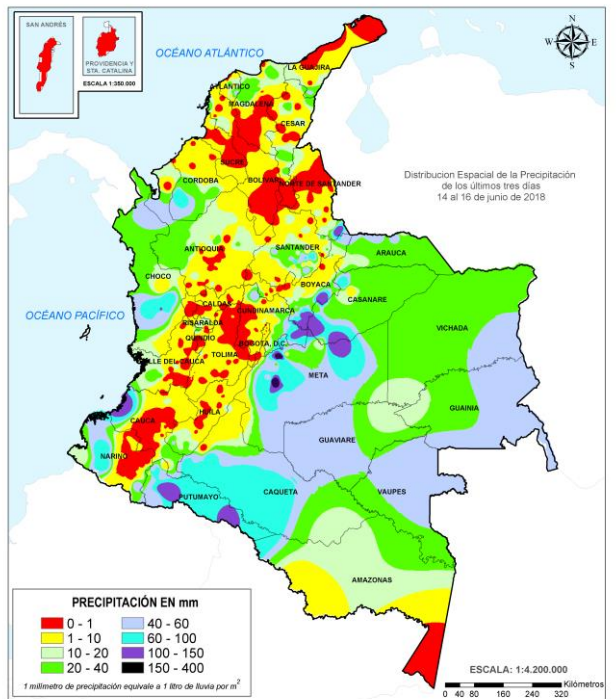 SAN ANDRÉS
PROVIDENCIA Y
STA. CATALINA
ESCALA 1:350.000
OCÉANO ATLÁNTICO
N
W E
S
LA GUAJIRA
ATLANTICO
MAGDALENA
CESAR
SUCRE
CORDOBA
BOLIVAR
NORTE DE SANTANDER
Distribucion Espacial de la Precipitación
de los últimos tres días
14 al 16 de junio de 2018
ANTIOQUIA
SANTANDER
ARAUCA
CHOCO
BOYACA
CASANARE
OCÉANO PACÍFICO
CALDAS
CUNDINAMARCA
RISARALDA
VICHADA
QUINDIO
BOGOTA, D.C.
VALLE DEL CAUCA
TOLIMA
META
GUAINIA
CAUCA
HUILA
GUAVIARE
NARIÑO
PUTUMAYO
CAQUETA
VAUPES
AMAZONAS
PRECIPITACIÓN EN mm
0 - 1 40 - 60
1 - 10 60 - 100
10 - 20 100 - 150
20 - 40 150 - 400
1 milimetro de precipitación equivale a 1 litro de lluvia por m2
ESCALA: 1:4.200.000
Kilómetros
0 40 80 160 240 320